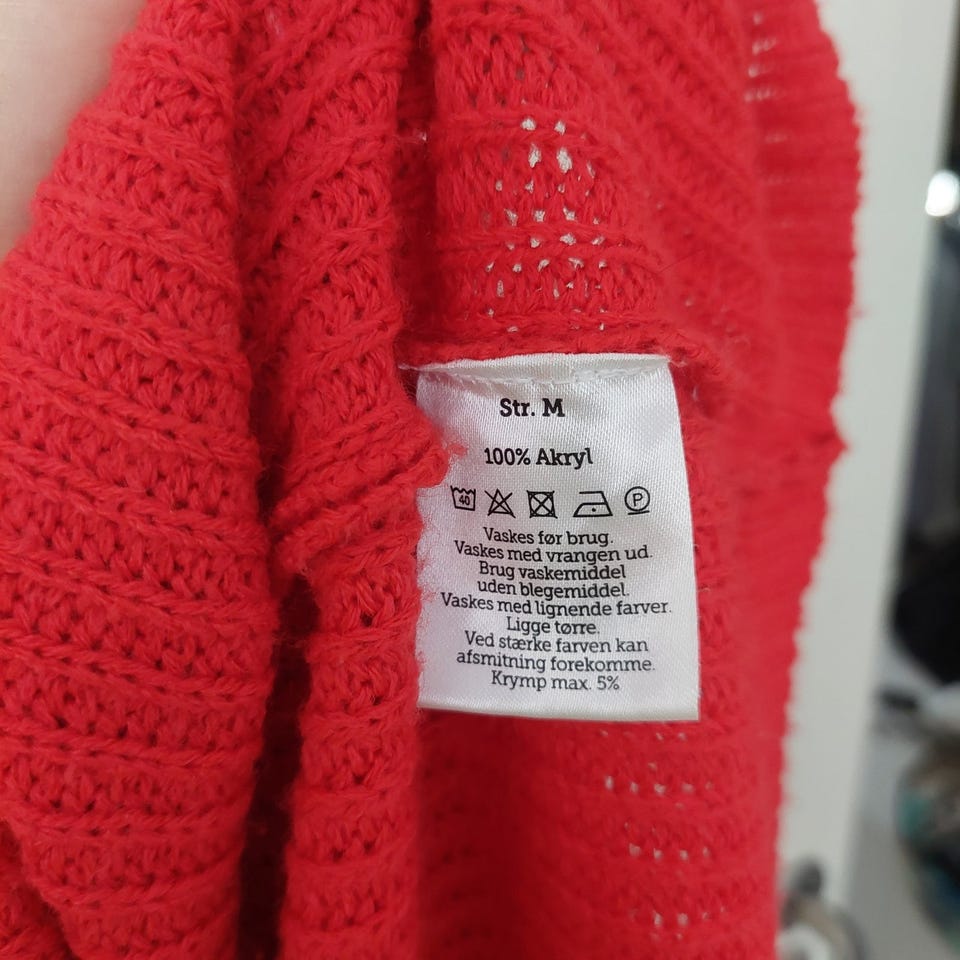 Str. M
100% Akryl
40 P
Vaskes før brug.
Vaskes med vrangen ud.
Brug vaskemiddel
uden blegemiddel.
Vaskes med lignende farver.
Ligge tørre.
Ved stærke farven kan
afsmitning forekomme.
Krymp max. 5%